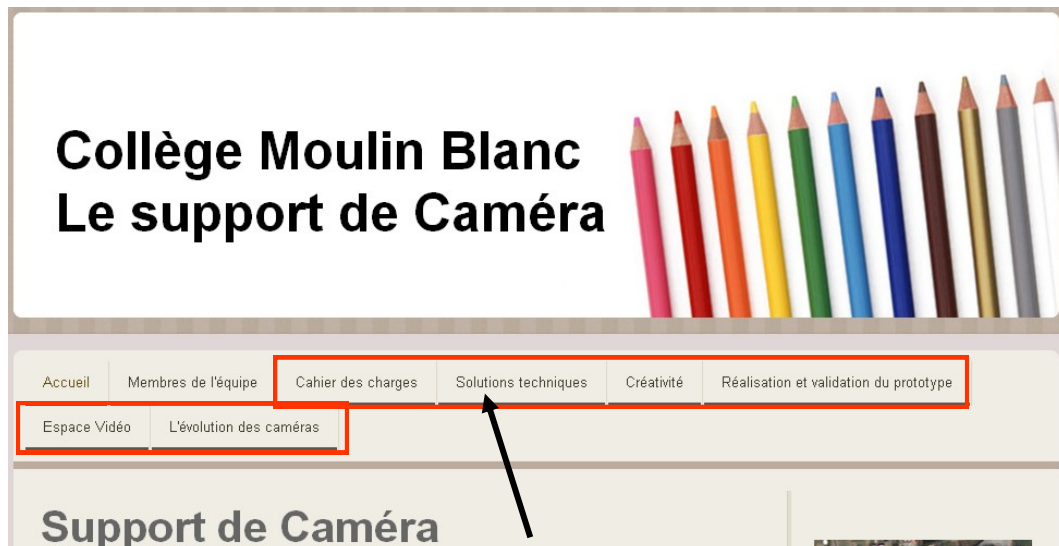 Collège Moulin Blanc
Le support de Caméra
Accueil Membres de l'équipe Cahier des charges Solutions techniques Créativité Réalisation et validation du prototype
Espace Vidéo L'évolution des caméras
Support de Caméra